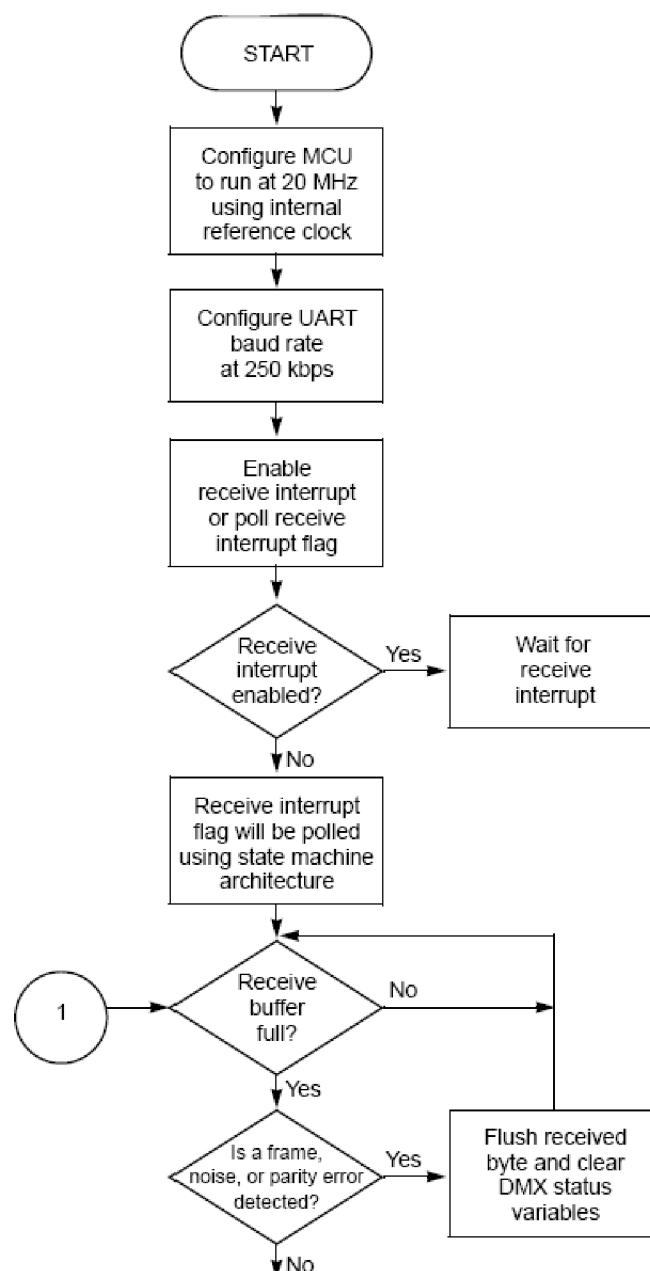 START
Configure MCU
to run at 20 MHz
using internal
reference clock
Configure UART
baud rate
at 250 kbps
Enable
receive interrupt
or poll receive
interrupt flag
Receive
interrupt
enabled?
Yes
Wait for
receive
interrupt
No
Receive interrupt
flag will be polled
using state machine
architecture
1
Receive
buffer
full?
No
Yes
Is a frame,
noise, or parity error
detected?
Yes
Flush received
byte and clear
DMX status
variables
No